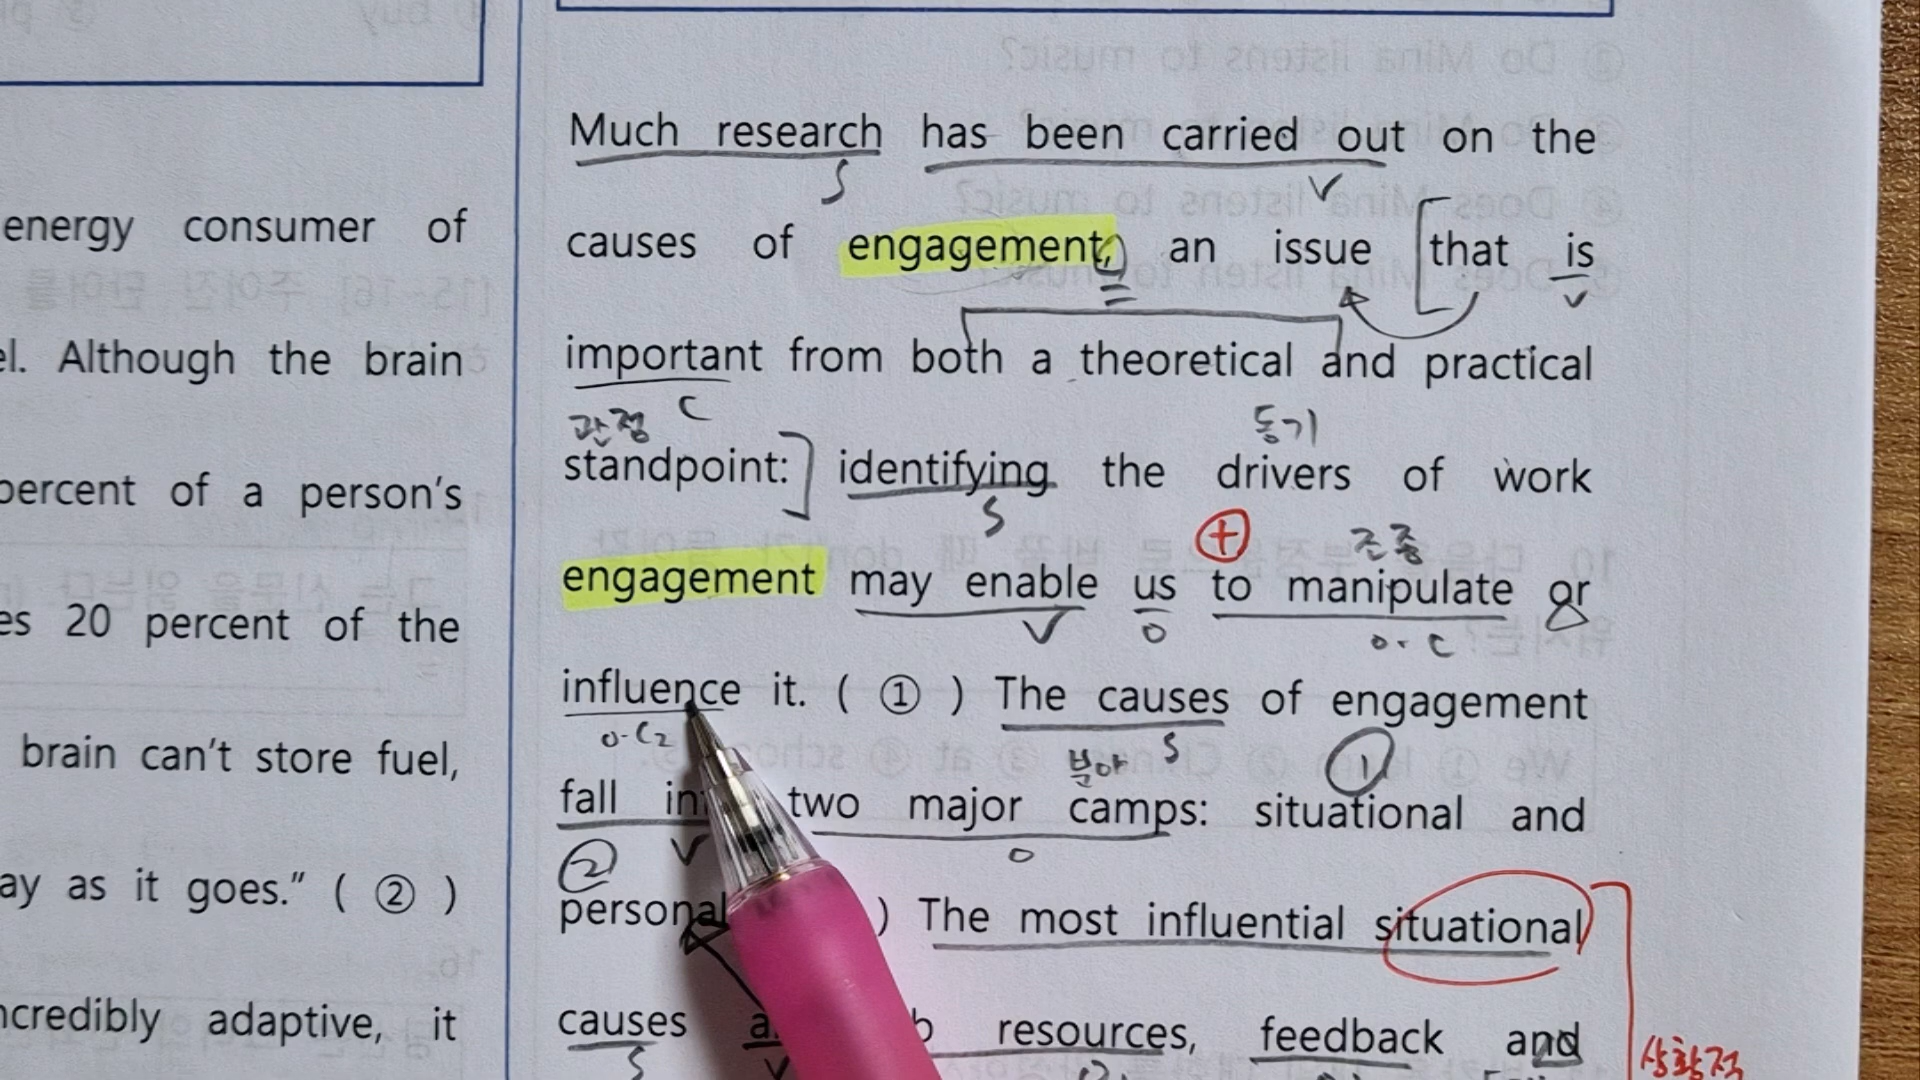 energy consumer of
el. Although the brain
percent of a person's
es 20 percent of the
brain can't store fuel,
ay as it goes." ( ② )
ncredibly adaptive, it
Much research has been carried out on the
S V
causes of engagement, an issue [that is
V
important from both a theoretical and practical
C
관점 동기
standpoint:] identifying the drivers of work
S
⊕ 조종
engagement may enable us to manipulate or
V O O.C
influence it. ( ① ) The causes of engagement
O.C2 분야 S ①
fall two major camps: situational and
② V O
personal ) The most influential situational
causes resources, feedback and
S V
상황적